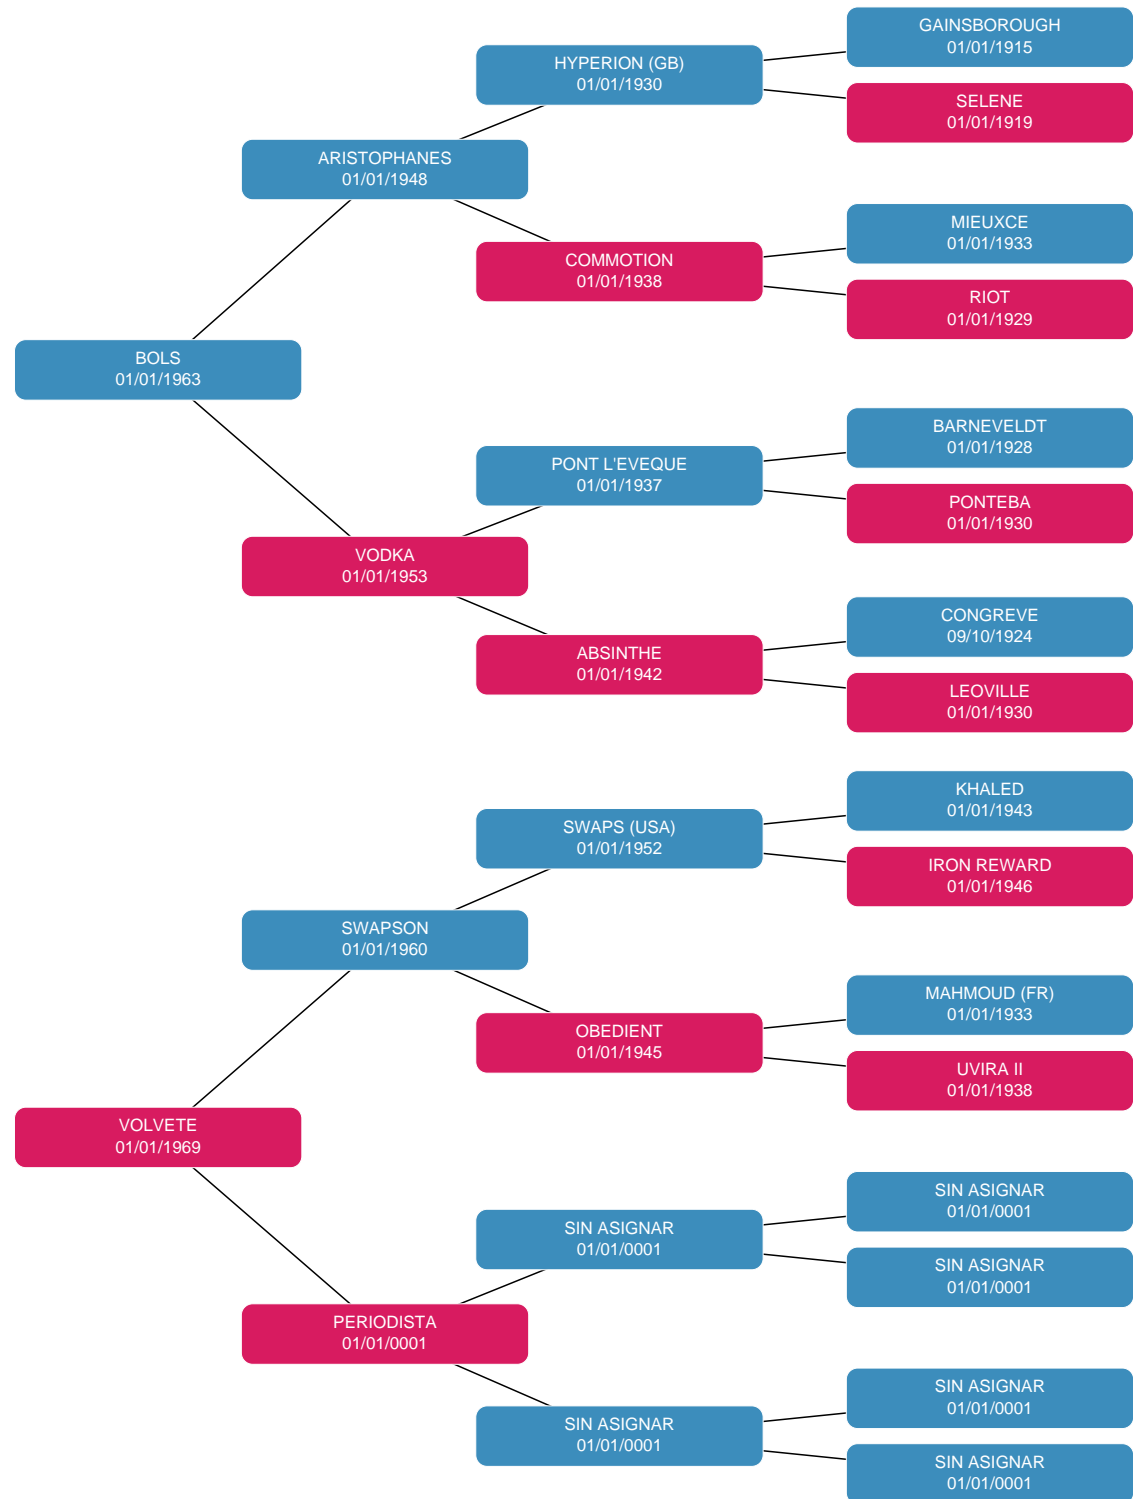 GAINSBOROUGH
01/01/1915
HYPERION (GB)
01/01/1930
SELENE
01/01/1919
ARISTOPHANES
01/01/1948
MIEUXCE
01/01/1933
COMMOTION
01/01/1938
RIOT
01/01/1929
BOLS
01/01/1963
BARNEVELDT
01/01/1928
PONT L'EVEQUE
01/01/1937
PONTEBA
01/01/1930
VODKA
01/01/1953
CONGREVE
09/10/1924
ABSINTHE
01/01/1942
LEOVILLE
01/01/1930
KHALED
01/01/1943
SWAPS (USA)
01/01/1952
IRON REWARD
01/01/1946
SWAPSON
01/01/1960
MAHMOUD (FR)
01/01/1933
OBEDIENT
01/01/1945
UVIRA II
01/01/1938
VOLVETE
01/01/1969
SIN ASIGNAR
01/01/0001
SIN ASIGNAR
01/01/0001
SIN ASIGNAR
01/01/0001
PERIODISTA
01/01/0001
SIN ASIGNAR
01/01/0001
SIN ASIGNAR
01/01/0001
SIN ASIGNAR
01/01/0001